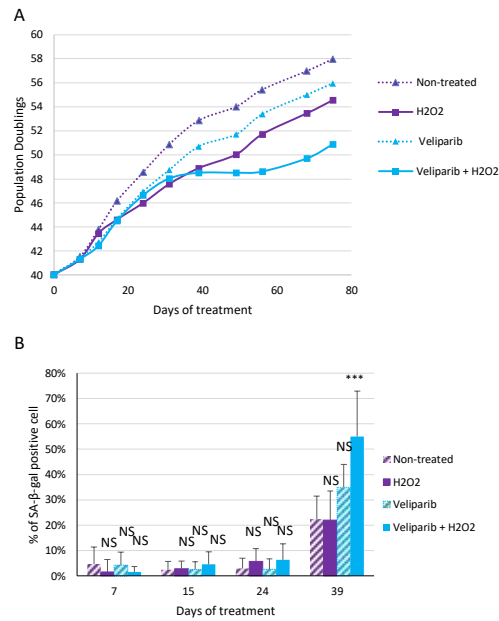 A
60
58
56
54
52
50
48
46
44
42
40
Population Doublings
0 20 40 60 80
Days of treatment
Non-treated
H2O2
Veliparib
Veliparib + H2O2
B
80%
70%
60%
50%
40%
30%
20%
10%
0%
% of SA-β-gal positive cell
NS NS NS
NS NS NS
NS NS NS
NS NS ***
7 15 24 39
Days of treatment
Non-treated
H2O2
Veliparib
Veliparib + H2O2